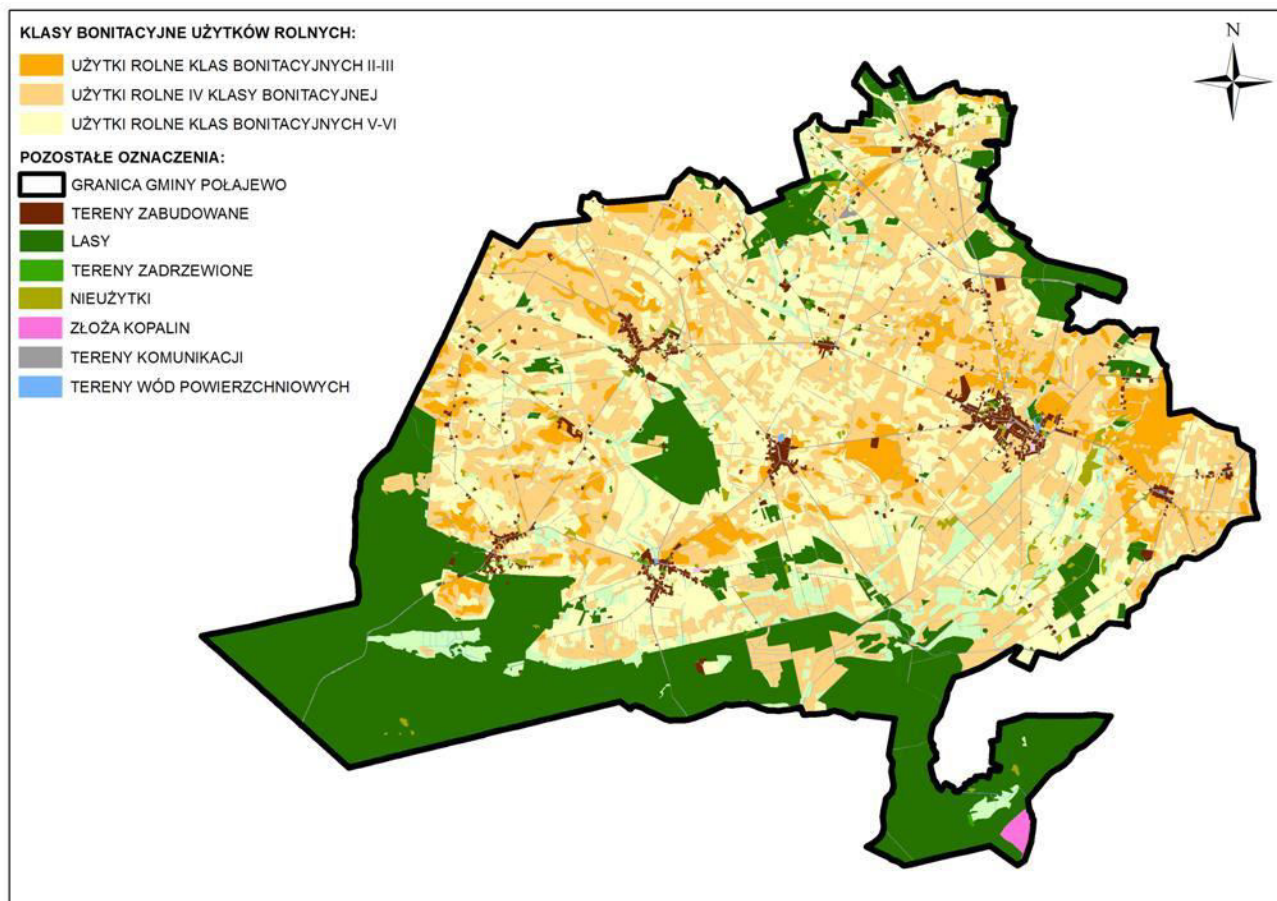 KLASY BONITACYJNE UŻYTKÓW ROLNYCH:
UŻYTKI ROLNE KLAS BONITACYJNYCH II-III
UŻYTKI ROLNE IV KLASY BONITACYJNEJ
UŻYTKI ROLNE KLAS BONITACYJNYCH V-VI
POZOSTAŁE OZNACZENIA:
GRANICA GMINY POŁAJEWO
TERENY ZABUDOWANE
LASY
TERENY ZADRZEWIONE
NIEUŻYTKI
ZŁOŻA KOPALIN
TERENY KOMUNIKACJI
TERENY WÓD POWIERZCHNIOWYCH
N